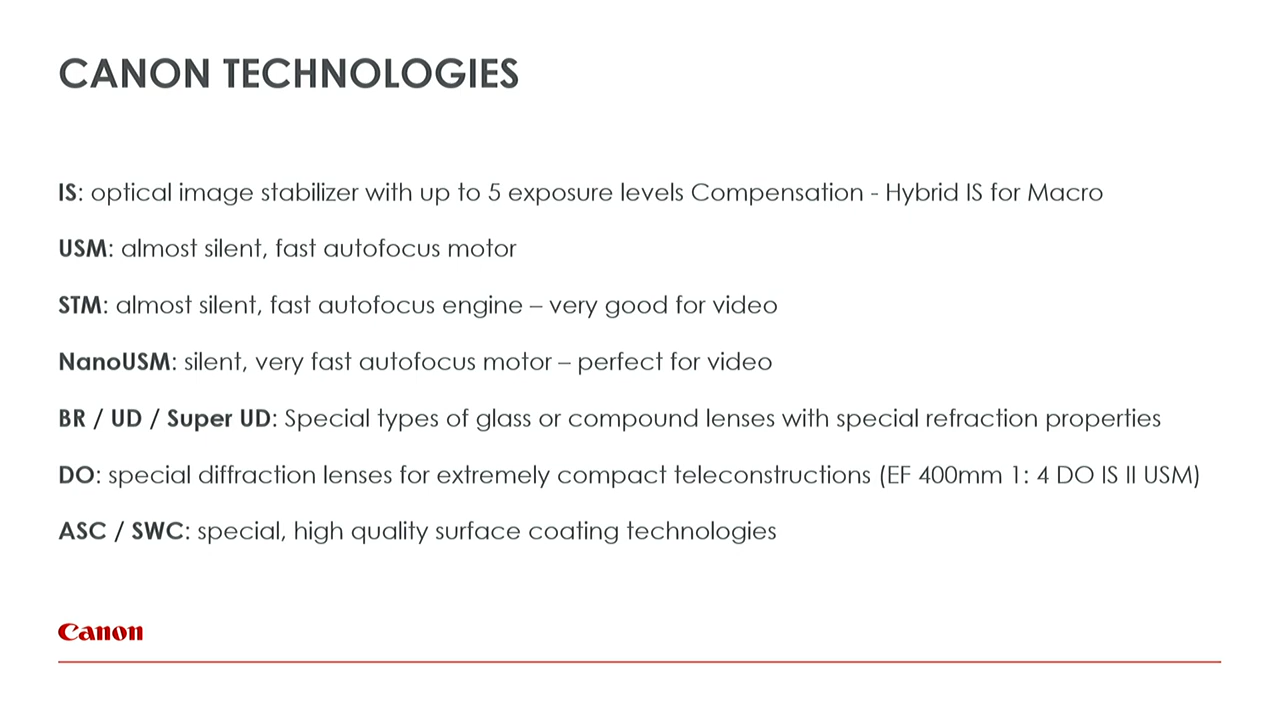 CANON TECHNOLOGIES
IS: optical image stabilizer with up to 5 exposure levels Compensation - Hybrid IS for Macro
USM: almost silent, fast autofocus motor
STM: almost silent, fast autofocus engine – very good for video
NanoUSM: silent, very fast autofocus motor – perfect for video
BR / UD / Super UD: Special types of glass or compound lenses with special refraction properties
DO: special diffraction lenses for extremely compact teleconstructions (EF 400mm 1: 4 DO IS II USM)
ASC / SWC: special, high quality surface coating technologies
Canon